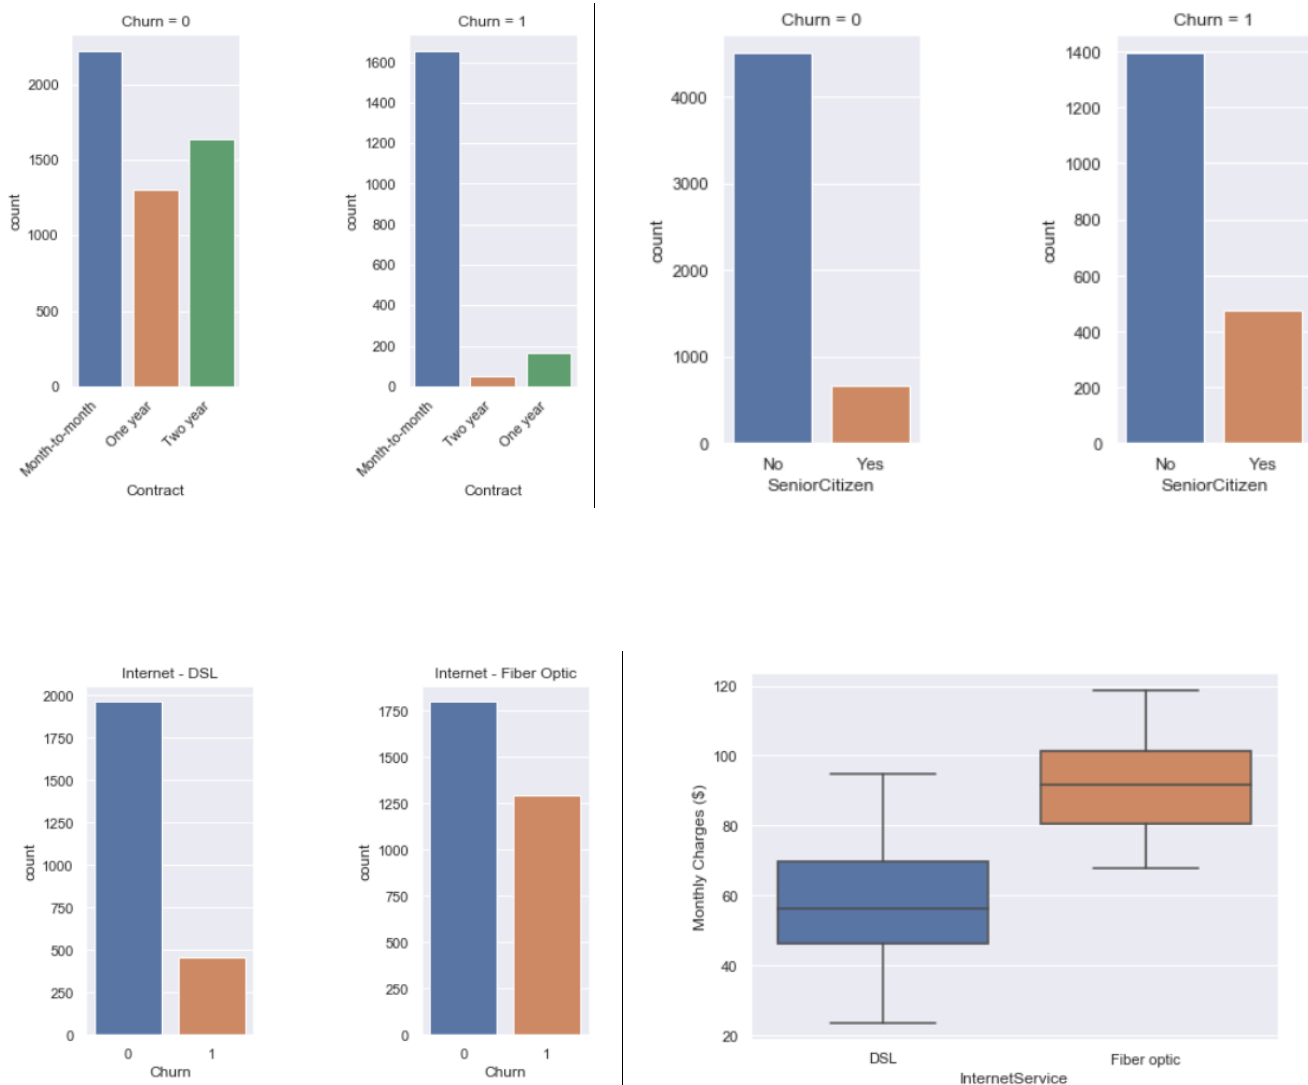 Churn = 0
2000
1500
1000
500
0
count
Month-to-month
One year
Two year
Contract
Churn = 1
1600
1400
1200
1000
800
600
400
200
0
count
Month-to-month
Two year
One year
Contract
Churn = 0
4000
3000
2000
1000
0
count
No Yes
SeniorCitizen
Churn = 1
1400
1200
1000
800
600
400
200
0
count
No Yes
SeniorCitizen
Internet - DSL
2000
1750
1500
1250
1000
750
500
250
0
count
0 1
Churn
Internet - Fiber Optic
1750
1500
1250
1000
750
500
250
0
count
0 1
Churn
120
100
80
60
40
20
Monthly Charges ($)
DSL Fiber optic
InternetService